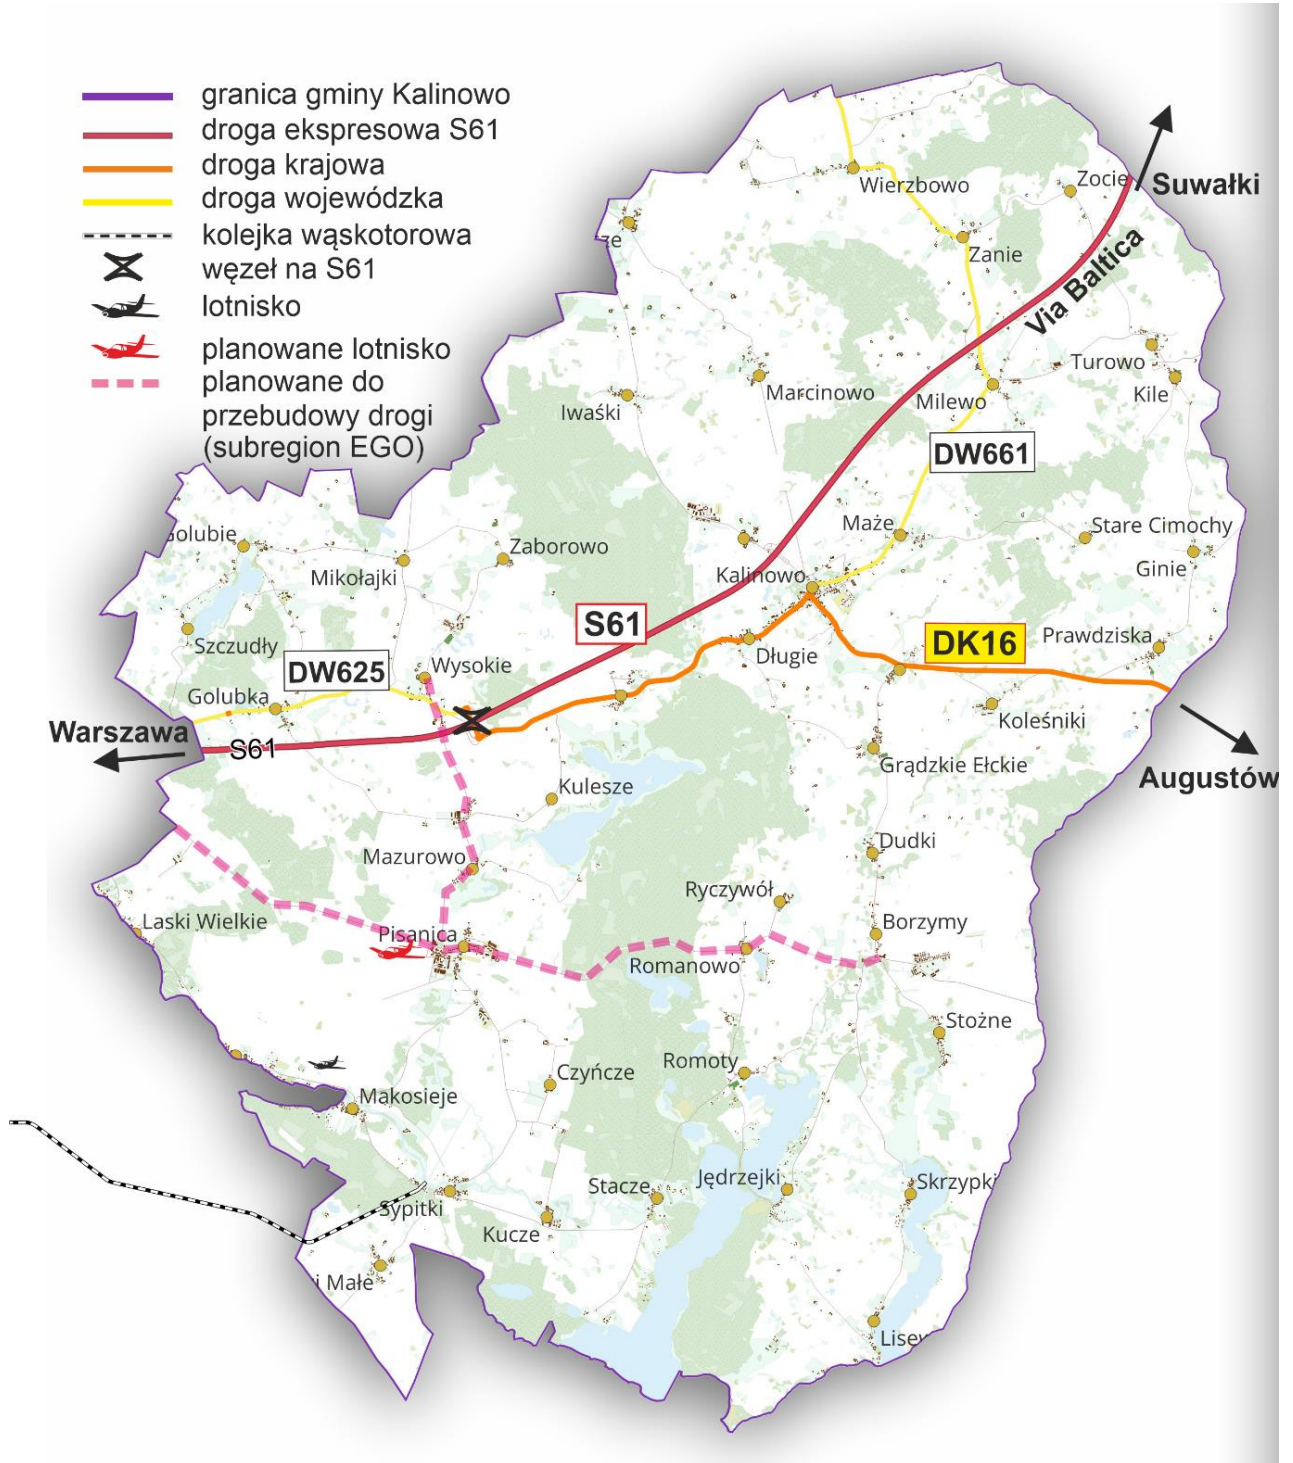 granica gminy Kalinowo
droga ekspresowa S61
droga krajowa
droga wojewódzka
kolejka wąskotorowa
węzeł na S61
lotnisko
planowane lotnisko
planowane do
przebudowy drogi
(subregion EGO)
Suwałki
Zocie
Wierzbowo
Zanie
Via Baltica
Turowo
Kile
Marcinowo
Milewo
Iwaśki
DW661
Maże
Stare Cimochy
Ginie
Zaborowo
Mikołajki
Kalinowo
S61
Szczudły
Długie
DK16
Prawdziska
DW625
Wysokie
Golubka
Koleśniki
Warszawa
S61
Grądzkie Ełckie
Augustów
Kulesze
Mazurowo
Dudki
Ryczywół
Laski Wielkie
Pisanica
Borzymy
Romanowo
Stożne
Romoty
Czyńcze
Makosieje
Stacze
Jędrzejki
Skrzypki
Sypitki
Kucze
Małe